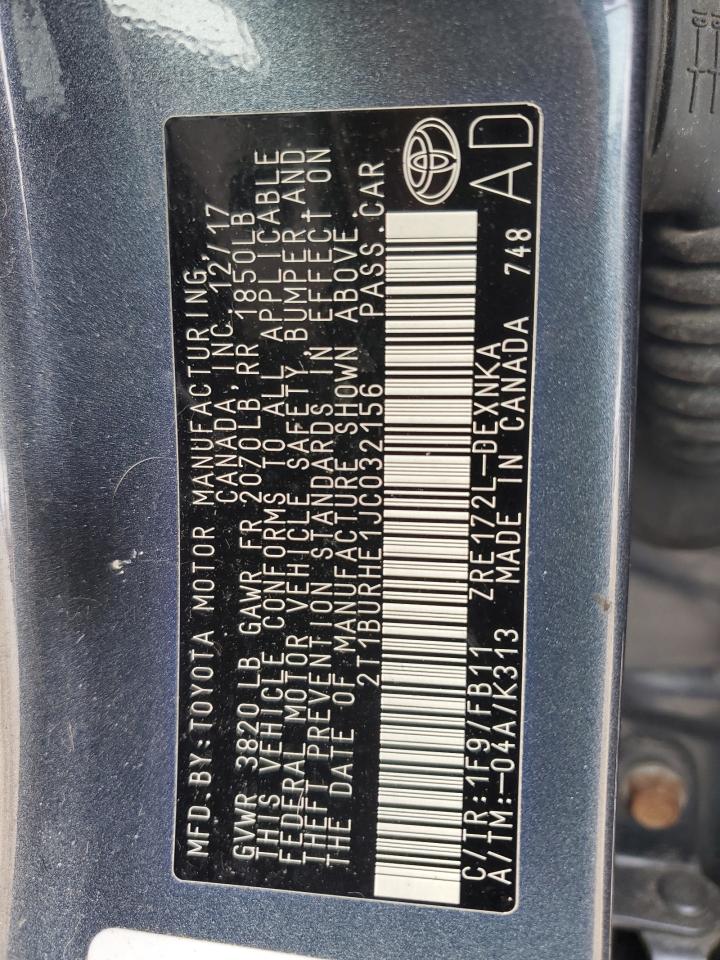 MFD BY:TOYOTA MOTOR MANUFACTURING,
CANADA, INC. 12/17
GVWR 3820 LB GAWR FR 2070LB RR 1850LB
THIS VEHICLE CONFORMS TO ALL APPLICABLE
FEDERAL MOTOR VEHICLE SAFETY, BUMPER, AND
THEFT PREVENTION STANDARDS IN EFFECT ON
THE DATE OF MANUFACTURE SHOWN ABOVE.
2T1BURHE1JC032156 PASS.CAR
C/TR:1F9/FB11 ZRE172L-DEXNKA
A/TM:-04A/K313 MADE IN CANADA 748
AD